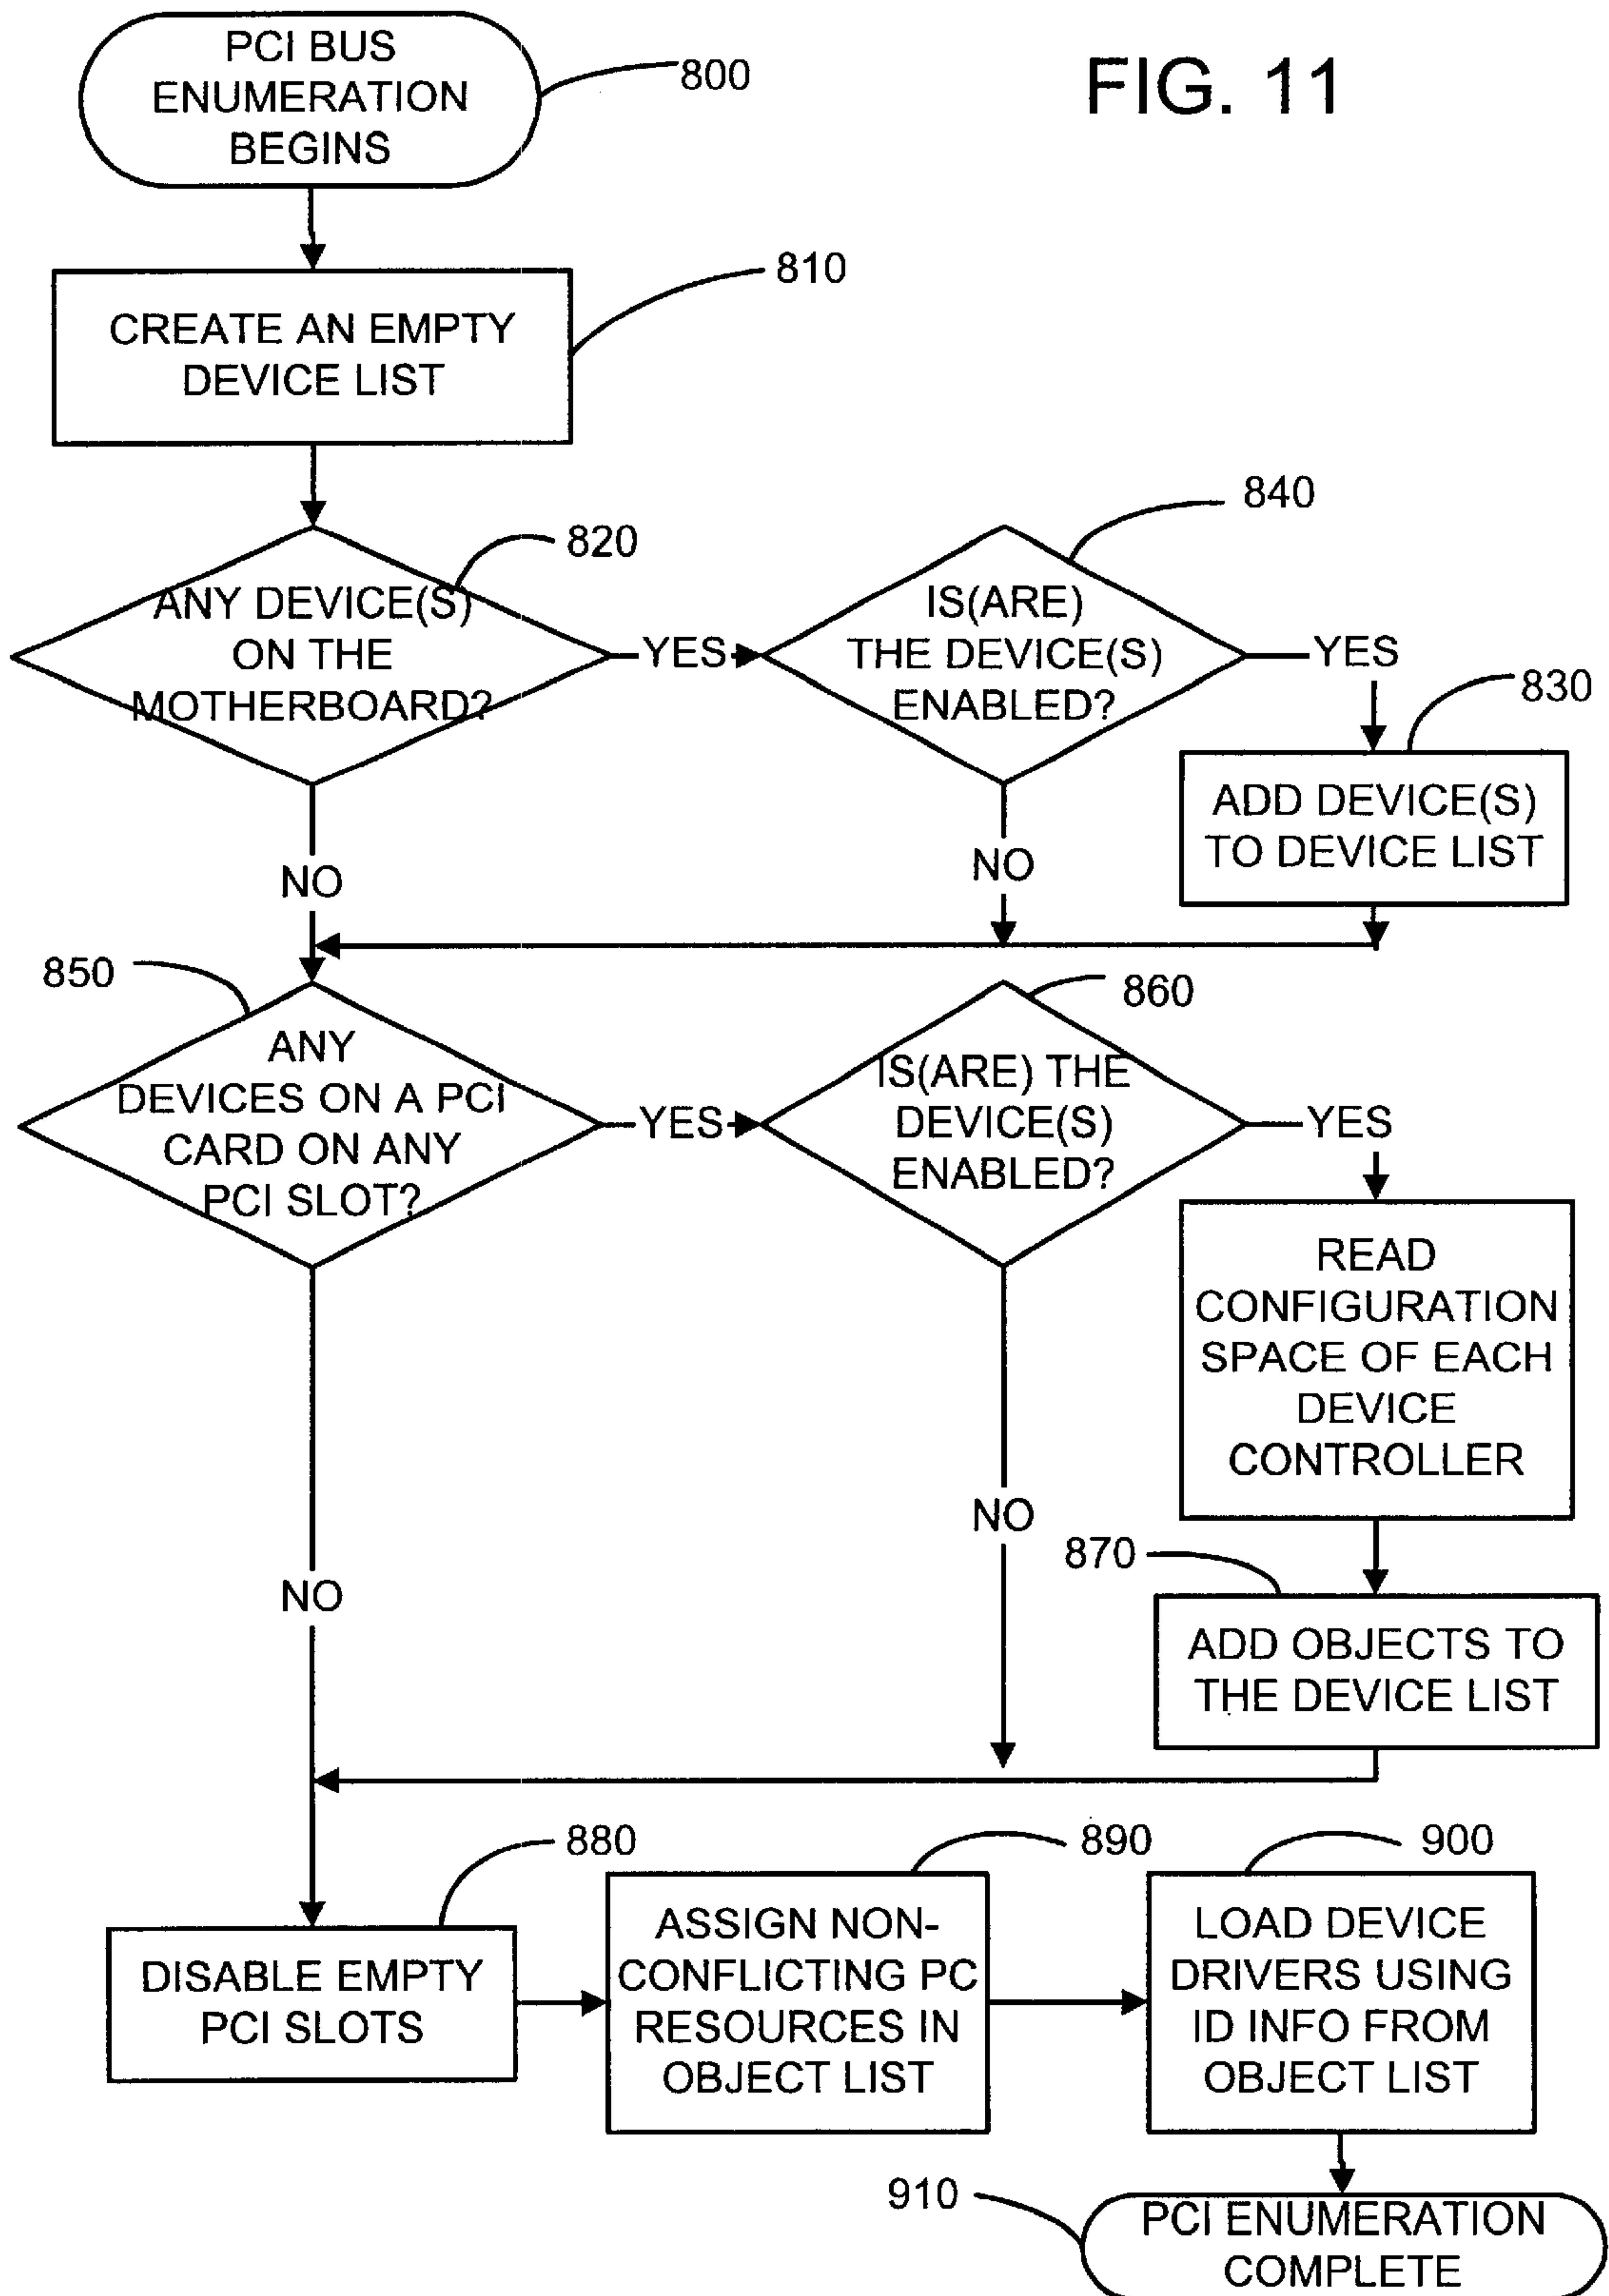 PCI BUS
ENUMERATION
BEGINS
800
FIG. 11
CREATE AN EMPTY
DEVICE LIST
810
ANY DEVICE(S)
ON THE
MOTHERBOARD?
820
YES
IS(ARE)
THE DEVICE(S)
ENABLED?
840
YES
830
ADD DEVICE(S)
TO DEVICE LIST
NO
NO
850
ANY
DEVICES ON A PCI
CARD ON ANY
PCI SLOT?
YES
860
IS(ARE) THE
DEVICE(S)
ENABLED?
YES
READ
CONFIGURATION
SPACE OF EACH
DEVICE
CONTROLLER
NO
NO
870
ADD OBJECTS TO
THE DEVICE LIST
880
DISABLE EMPTY
PCI SLOTS
890
ASSIGN NON-
CONFLICTING PC
RESOURCES IN
OBJECT LIST
900
LOAD DEVICE
DRIVERS USING
ID INFO FROM
OBJECT LIST
910
PCI ENUMERATION
COMPLETE